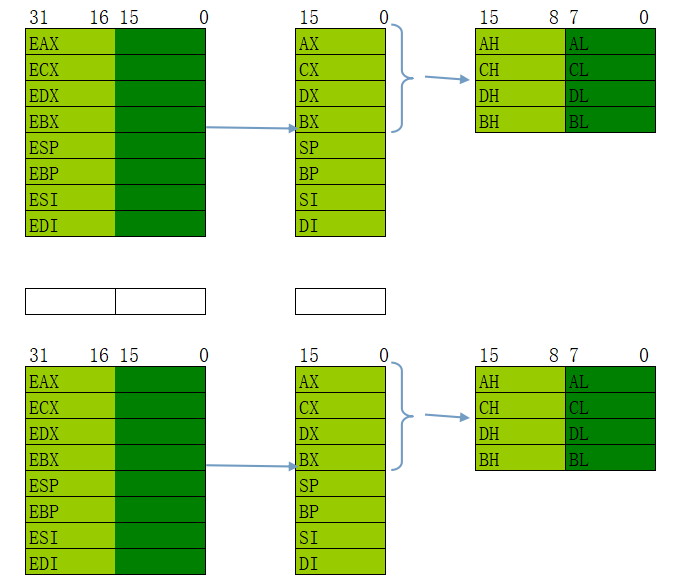 31 16 15 0 15 0 15 8 7 0
EAX AX AH AL
ECX CX CH CL
EDX DX DH DL
EBX BX BH BL
ESP SP
EBP BP
ESI SI
EDI DI
31 16 15 0 15 0 15 8 7 0
EAX AX AH AL
ECX CX CH CL
EDX DX DH DL
EBX BX BH BL
ESP SP
EBP BP
ESI SI
EDI DI